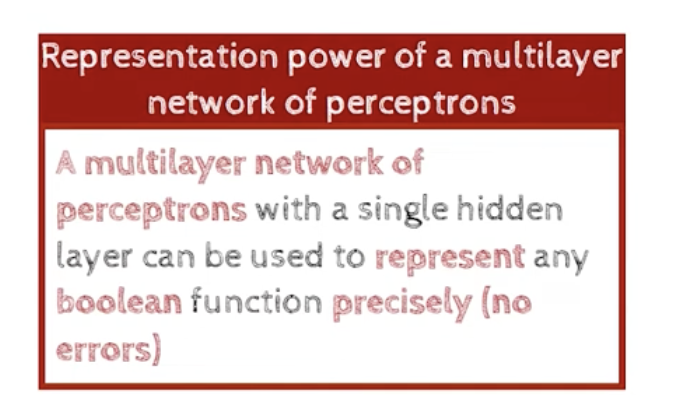 Representation power of a multilayer
network of perceptrons
A multilayer network of
perceptrons with a single hidden
layer can be used to represent any
boolean function precisely (no
errors)